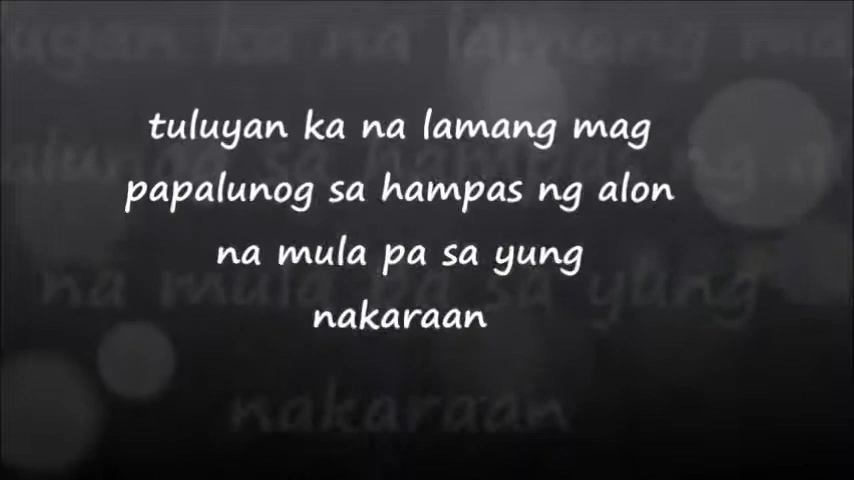 tuluyan ka na lamang mag
papalunog sa hampas ng alon
na mula pa sa yung
nakaraan